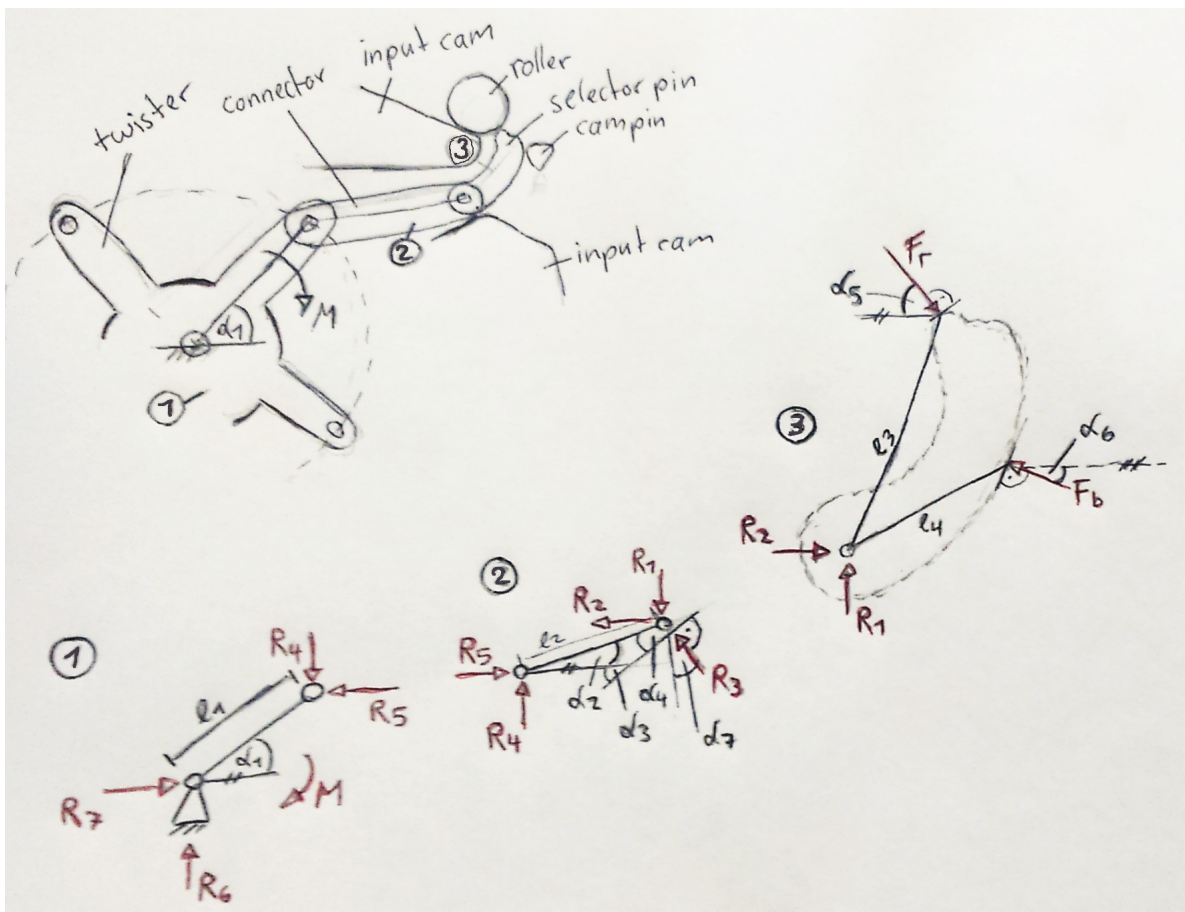 input cam
roller
connector
selector pin
campin
twister
3
2
input cam
M
α1
1
Fr
α5
3
l3
α6
Fb
l4
R2
R1
2
R1
R2
l2
R5
R3
α2
α4
R4
α3
α7
1
R4
l1
R5
α1
R7
M
R6